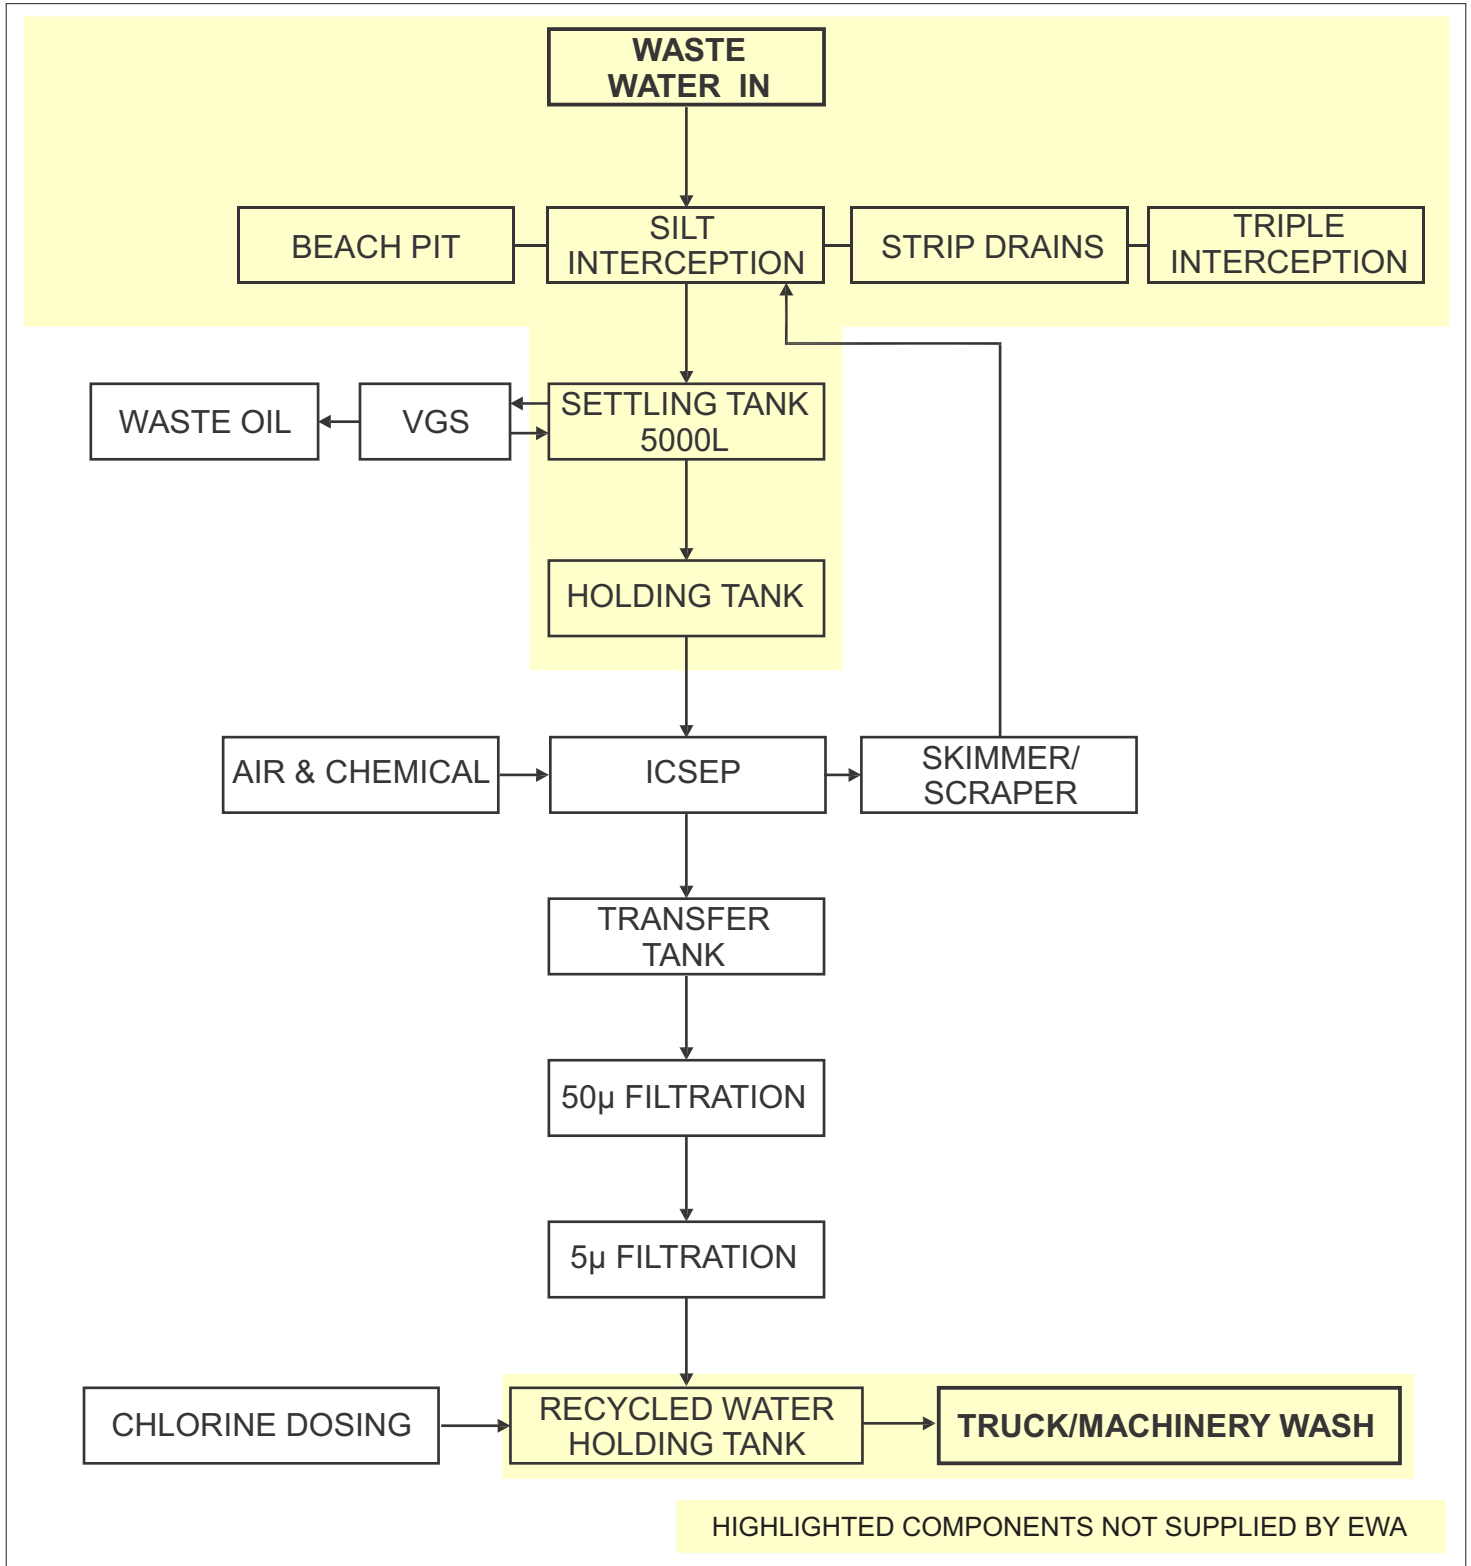 WASTE
WATER IN
BEACH PIT
SILT
INTERCEPTION
STRIP DRAINS
TRIPLE
INTERCEPTION
WASTE OIL
VGS
SETTLING TANK
5000L
HOLDING TANK
AIR & CHEMICAL
ICSEP
SKIMMER/
SCRAPER
TRANSFER
TANK
50µ FILTRATION
5µ FILTRATION
CHLORINE DOSING
RECYCLED WATER
HOLDING TANK
TRUCK/MACHINERY WASH
HIGHLIGHTED COMPONENTS NOT SUPPLIED BY EWA